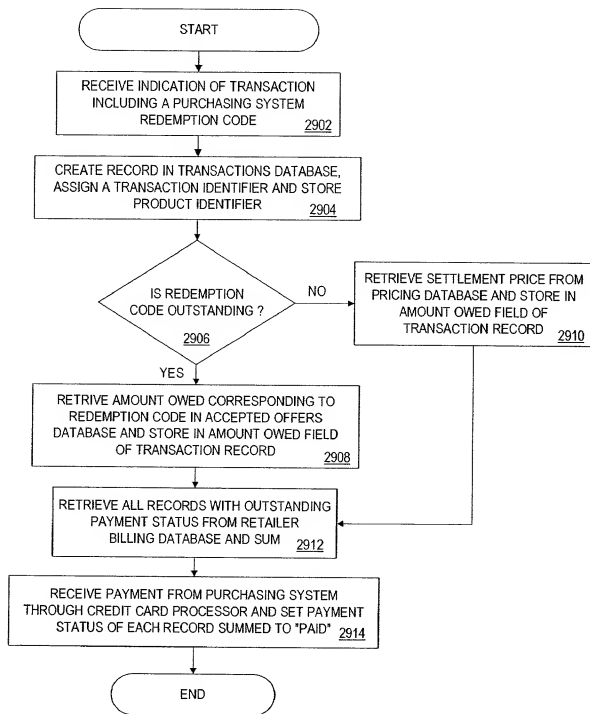 START
RECEIVE INDICATION OF TRANSACTION
INCLUDING A PURCHASING SYSTEM
REDEMPTION CODE
2902
CREATE RECORD IN TRANSACTIONS DATABASE,
ASSIGN A TRANSACTION IDENTIFIER AND STORE
PRODUCT IDENTIFIER
2904
IS REDEMPTION
CODE OUTSTANDING ?
2906
NO
RETRIEVE SETTLEMENT PRICE FROM
PRICING DATABASE AND STORE IN
AMOUNT OWED FIELD OF
TRANSACTION RECORD
2910
YES
RETRIVE AMOUNT OWED CORRESPONDING TO
REDEMPTION CODE IN ACCEPTED OFFERS
DATABASE AND STORE IN AMOUNT OWED FIELD
OF TRANSACTION RECORD
2908
RETRIEVE ALL RECORDS WITH OUTSTANDING
PAYMENT STATUS FROM RETAILER
BILLING DATABASE AND SUM
2912
RECEIVE PAYMENT FROM PURCHASING SYSTEM
THROUGH CREDIT CARD PROCESSOR AND SET PAYMENT
STATUS OF EACH RECORD SUMMED TO "PAID"
2914
END